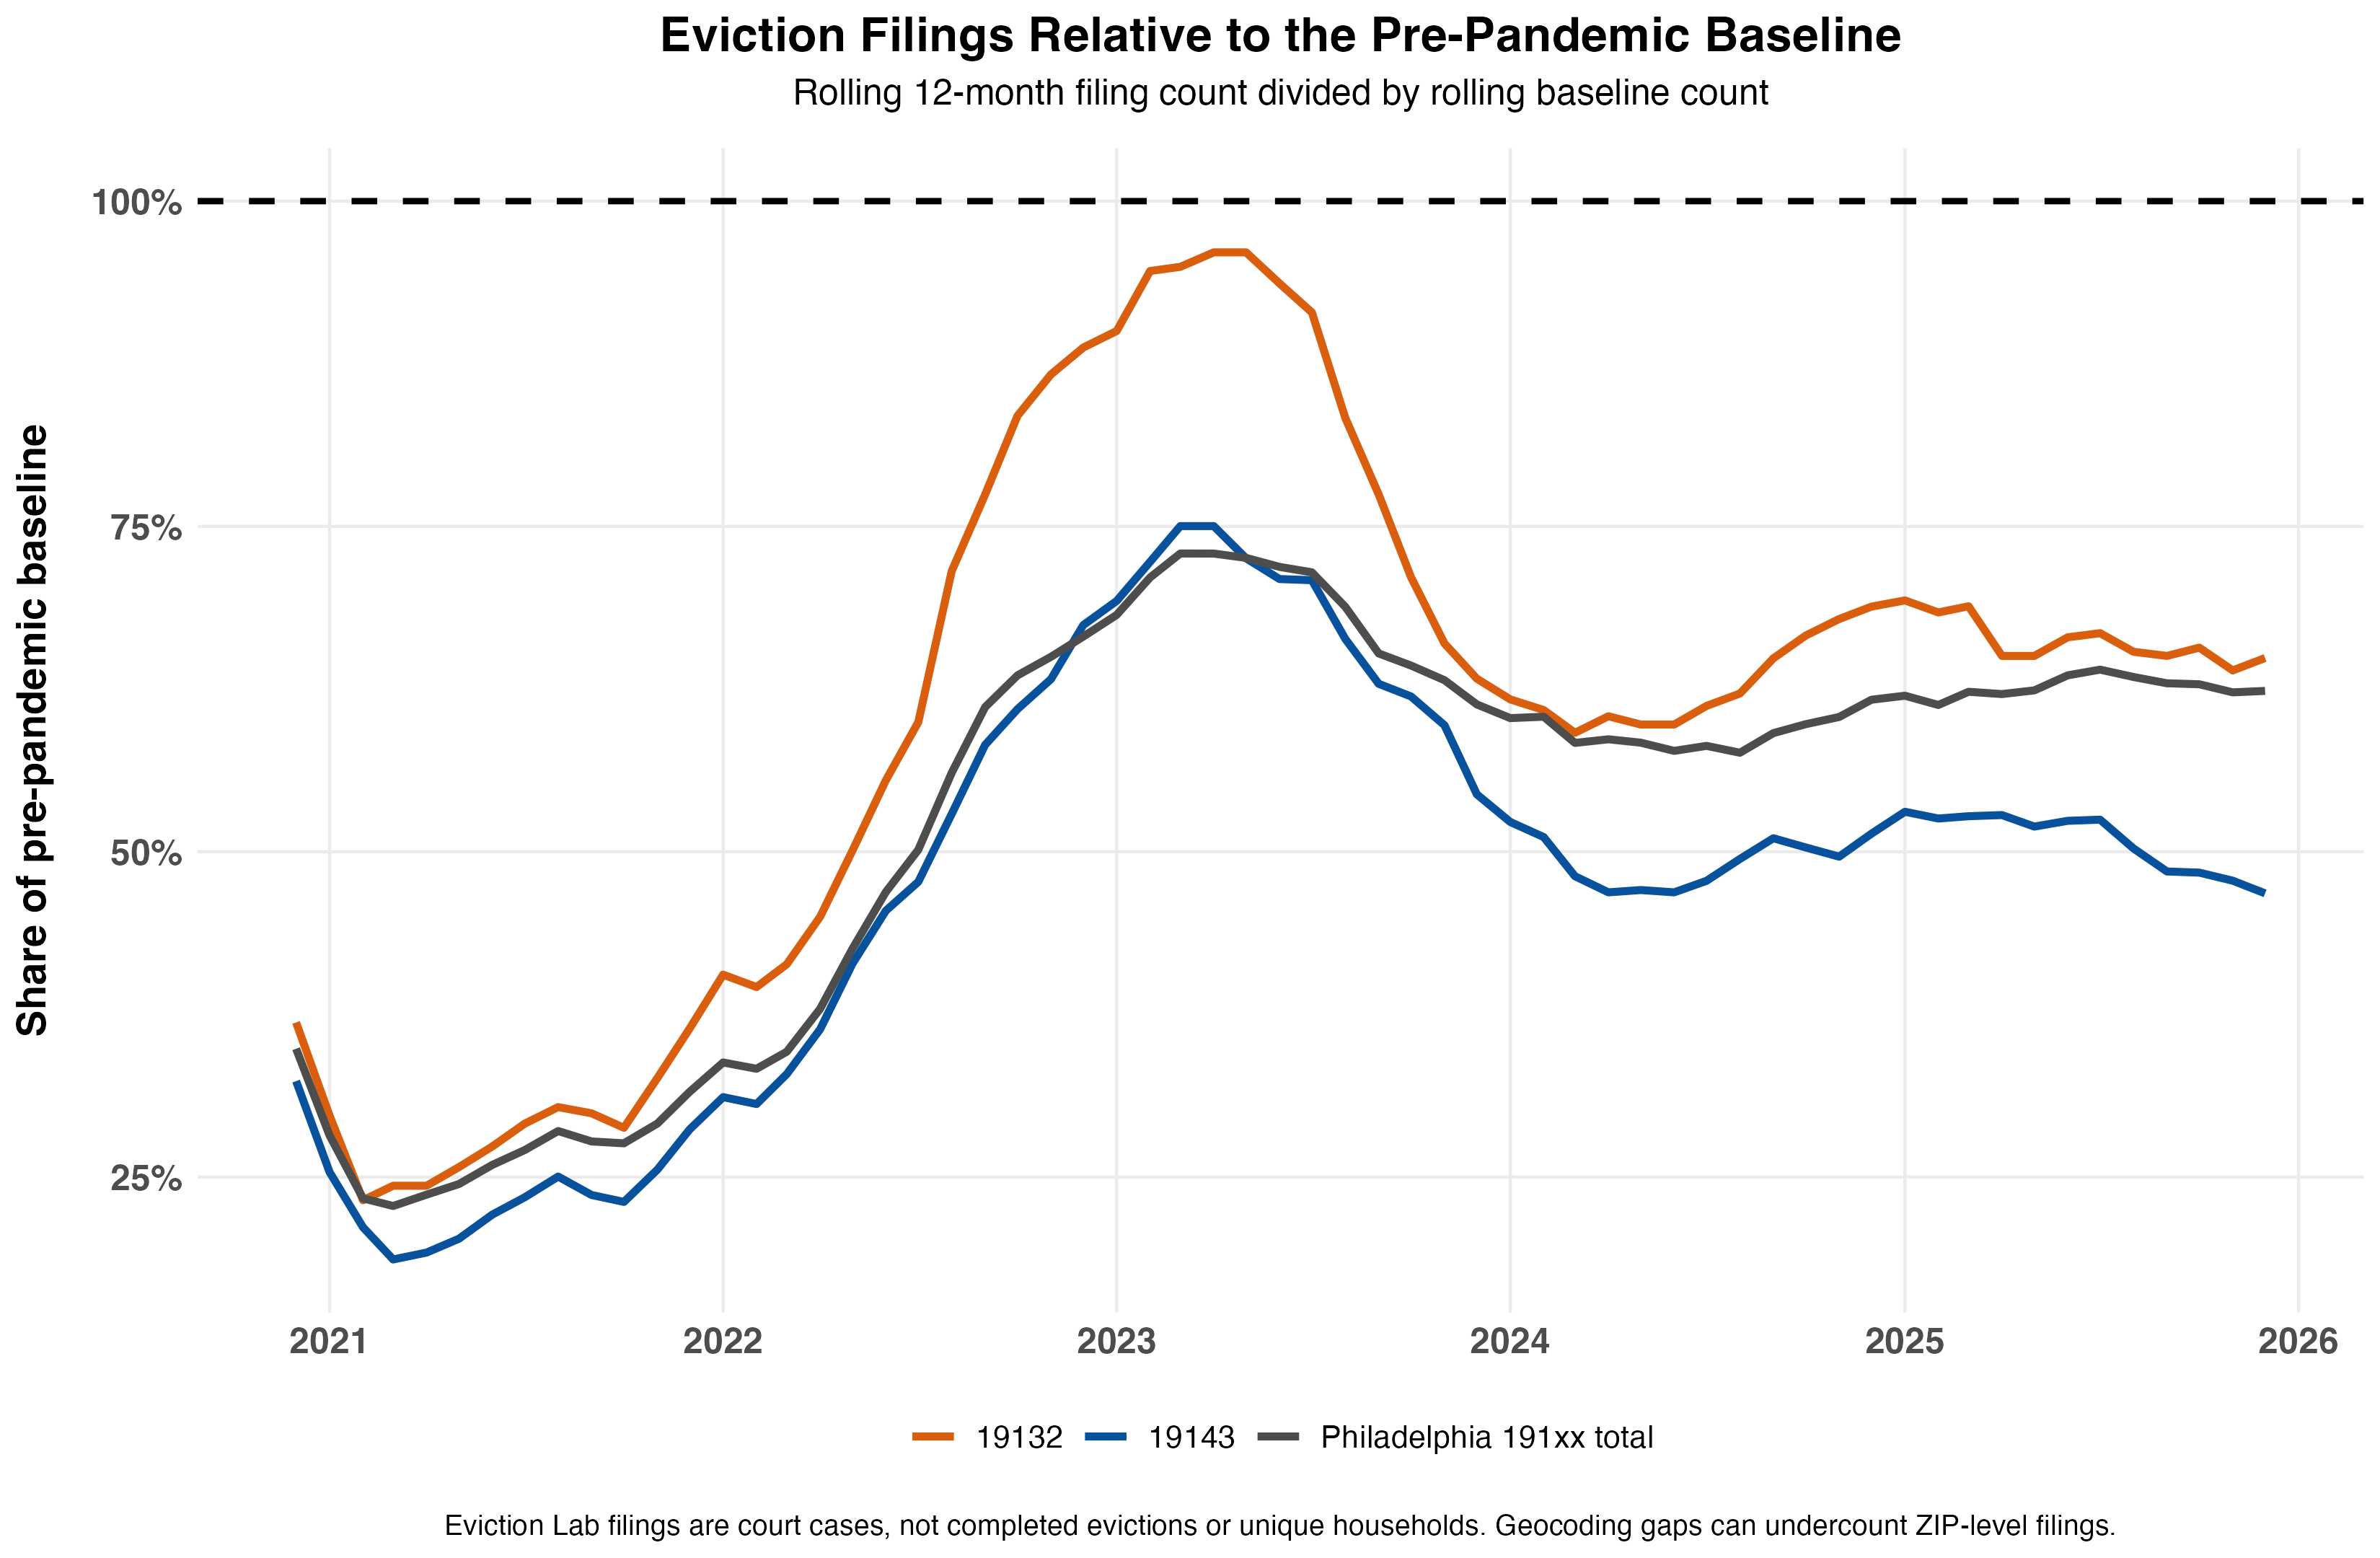 Eviction Filings Relative to the Pre-Pandemic Baseline
Rolling 12-month filing count divided by rolling baseline count
Share of pre-pandemic baseline
100%
75%
50%
25%
2021
2022
2023
2024
2025
2026
19132
19143
Philadelphia 191xx total
Eviction Lab filings are court cases, not completed evictions or unique households. Geocoding gaps can undercount ZIP-level filings.